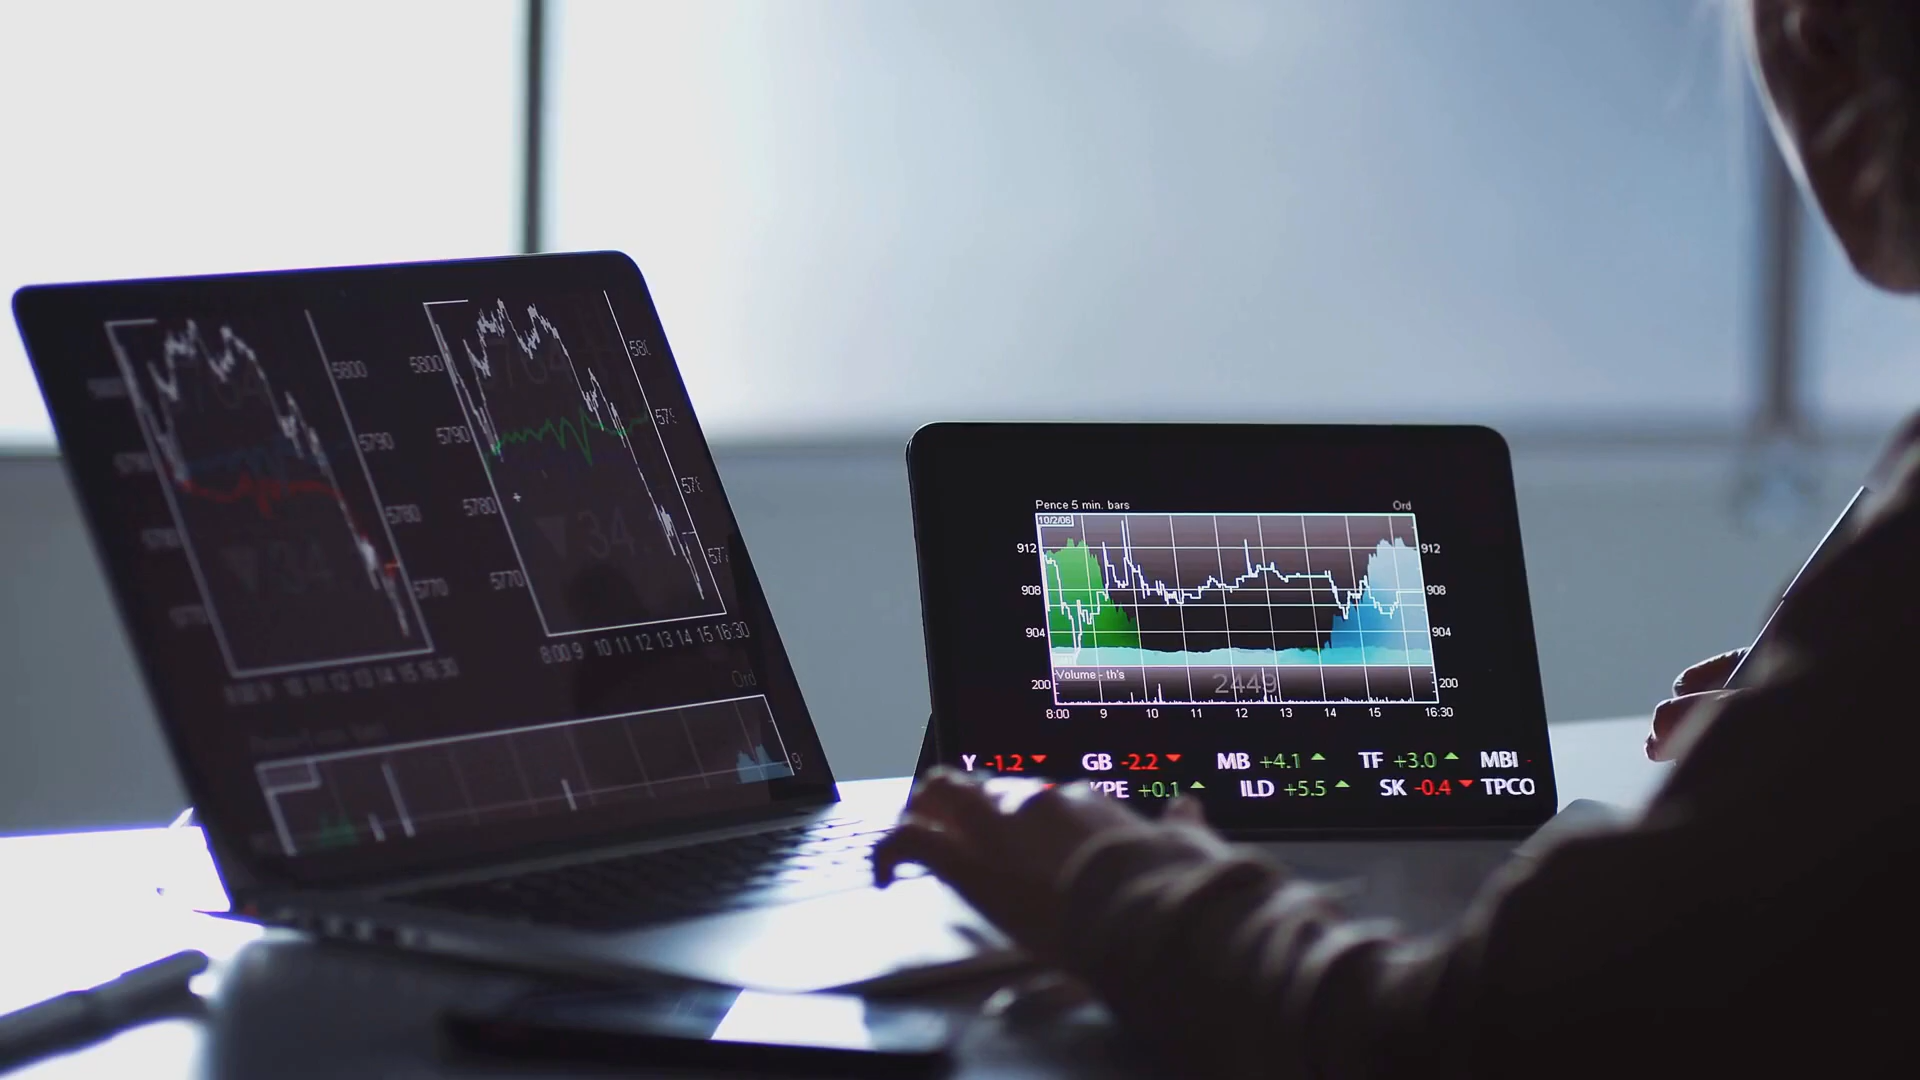 5800
5790
5780
5770
5800
5790
5780
5770
8:00 9 10 11 12 13 14 15 16:30
Ord
Pence 5 min. bars Ord
10/2/06
912 912
908 908
904 904
Volume - th's
2449
200 200
8:00 9 10 11 12 13 14 15 16:30
Y -1.2 GB -2.2 MB +4.1 TF +3.0 MBI
KPE +0.1 ILD +5.5 SK -0.4 TPCO